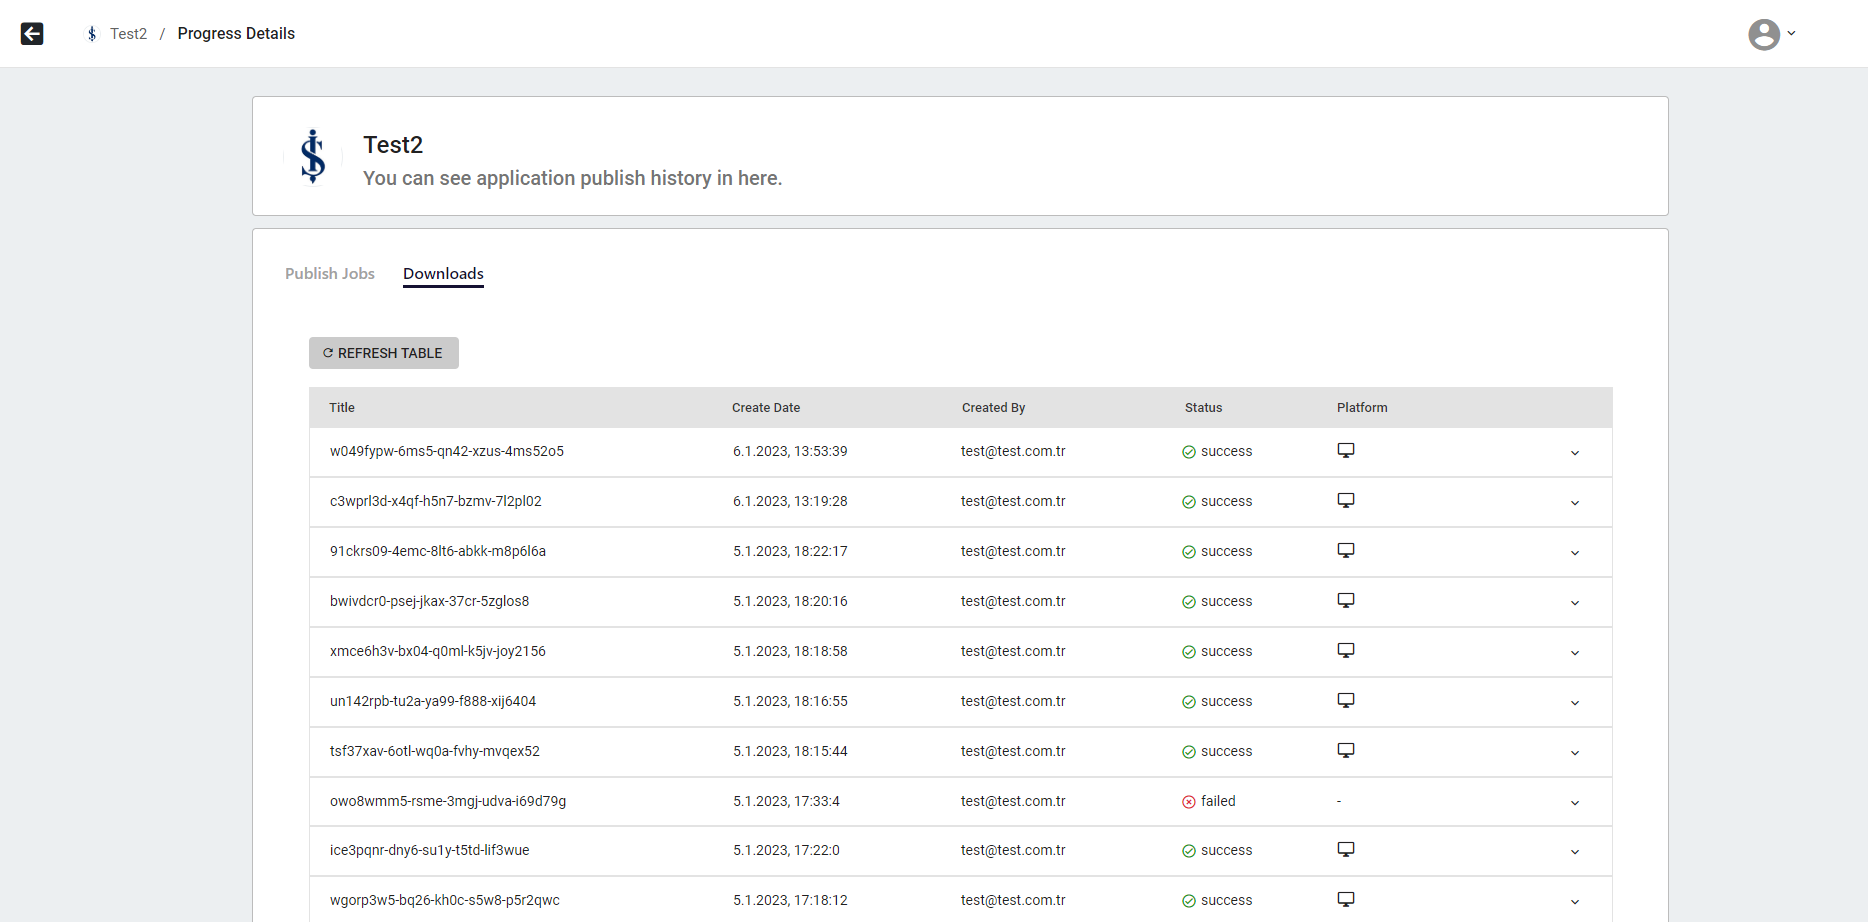 Test2 / Progress Details
Test2
You can see application publish history in here.
Publish Jobs Downloads
REFRESH TABLE
Title Create Date Created By Status Platform
w049fypw-6ms5-qn42-xzus-4ms52o5 6.1.2023, 13:53:39 test@test.com.tr success
c3wprl3d-x4qf-h5n7-bzmv-7l2pl02 6.1.2023, 13:19:28 test@test.com.tr success
91ckrs09-4emc-8lt6-abkk-m8p6l6a 5.1.2023, 18:22:17 test@test.com.tr success
bwivdcr0-psej-jkax-37cr-5zglos8 5.1.2023, 18:20:16 test@test.com.tr success
xmce6h3v-bx04-q0ml-k5jv-joy2156 5.1.2023, 18:18:58 test@test.com.tr success
un142rpb-tu2a-ya99-f888-xij6404 5.1.2023, 18:16:55 test@test.com.tr success
tsf37xav-6otl-wq0a-fvhy-mvqex52 5.1.2023, 18:15:44 test@test.com.tr success
owo8wmm5-rsme-3mgj-udva-i69d79g 5.1.2023, 17:33:4 test@test.com.tr failed -
ice3pqnr-dny6-su1y-t5td-lif3wue 5.1.2023, 17:22:0 test@test.com.tr success
wgorp3w5-bq26-kh0c-s5w8-p5r2qwc 5.1.2023, 17:18:12 test@test.com.tr success